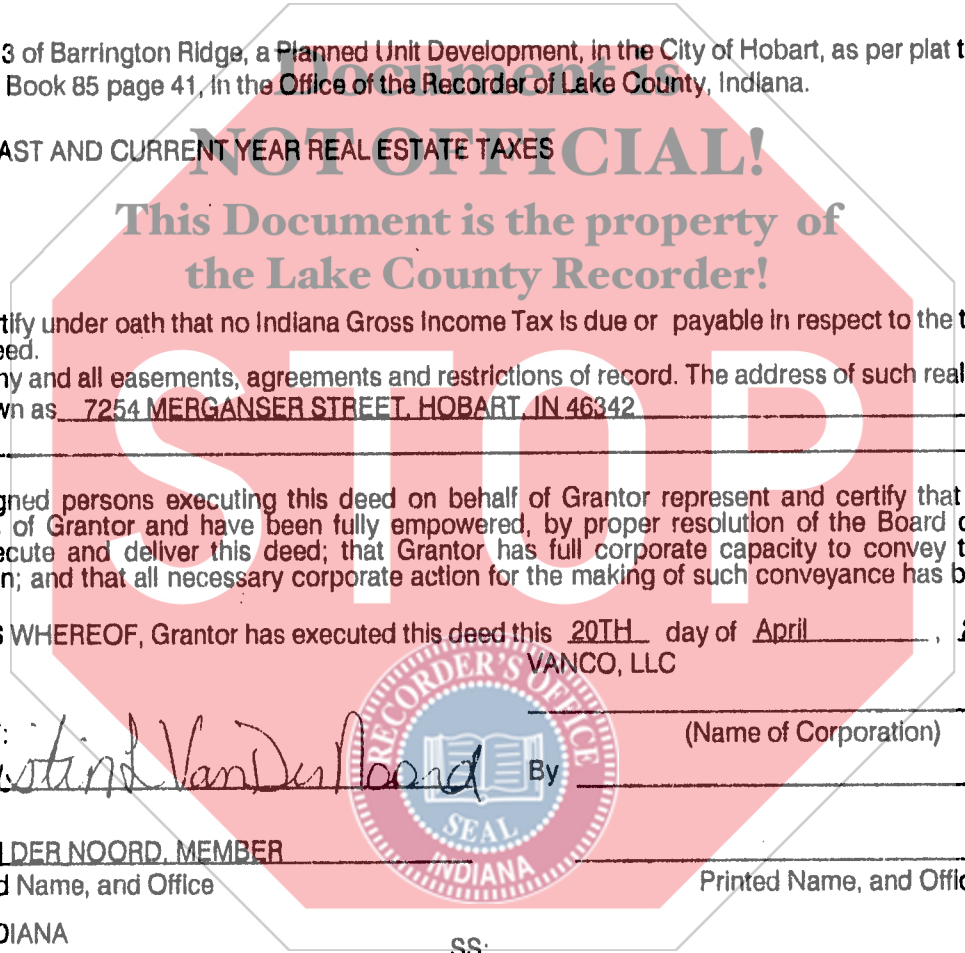 3 of Barrington Ridge, a Planned Unit Development, in the City of Hobart, as per plat t
Book 85 page 41, in the Office of the Recorder of Lake County, Indiana.
Document is
NOT OFFICIAL!
AST AND CURRENT YEAR REAL ESTATE TAXES
This Document is the property of
the Lake County Recorder!
tify under oath that no Indiana Gross Income Tax is due or payable in respect to the t
eed.
ny and all easements, agreements and restrictions of record. The address of such real
wn as 7254 MERGANSER STREET, HOBART, IN 46342
STOP
gned persons executing this deed on behalf of Grantor represent and certify that
of Grantor and have been fully empowered, by proper resolution of the Board o
ecute and deliver this deed; that Grantor has full corporate capacity to convey t
n; and that all necessary corporate action for the making of such conveyance has b
S WHEREOF, Grantor has executed this deed this 20TH day of April , 2
VANCO, LLC
(Name of Corporation)
VanDerNoord
By
RECORDER'S OFFICE
SEAL
INDIANA
DER NOORD, MEMBER
d Name, and Office
Printed Name, and Offic
DIANA
SS: